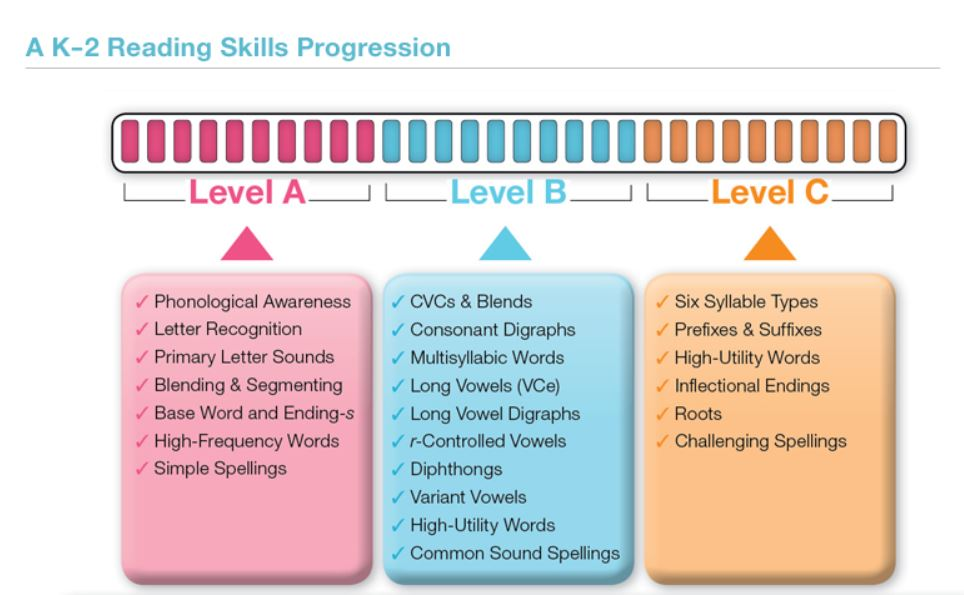 A K–2 Reading Skills Progression
Level A
Level B
Level C
✓ Phonological Awareness
✓ Letter Recognition
✓ Primary Letter Sounds
✓ Blending & Segmenting
✓ Base Word and Ending-s
✓ High-Frequency Words
✓ Simple Spellings
✓ CVCs & Blends
✓ Consonant Digraphs
✓ Multisyllabic Words
✓ Long Vowels (VCe)
✓ Long Vowel Digraphs
✓ r-Controlled Vowels
✓ Diphthongs
✓ Variant Vowels
✓ High-Utility Words
✓ Common Sound Spellings
✓ Six Syllable Types
✓ Prefixes & Suffixes
✓ High-Utility Words
✓ Inflectional Endings
✓ Roots
✓ Challenging Spellings